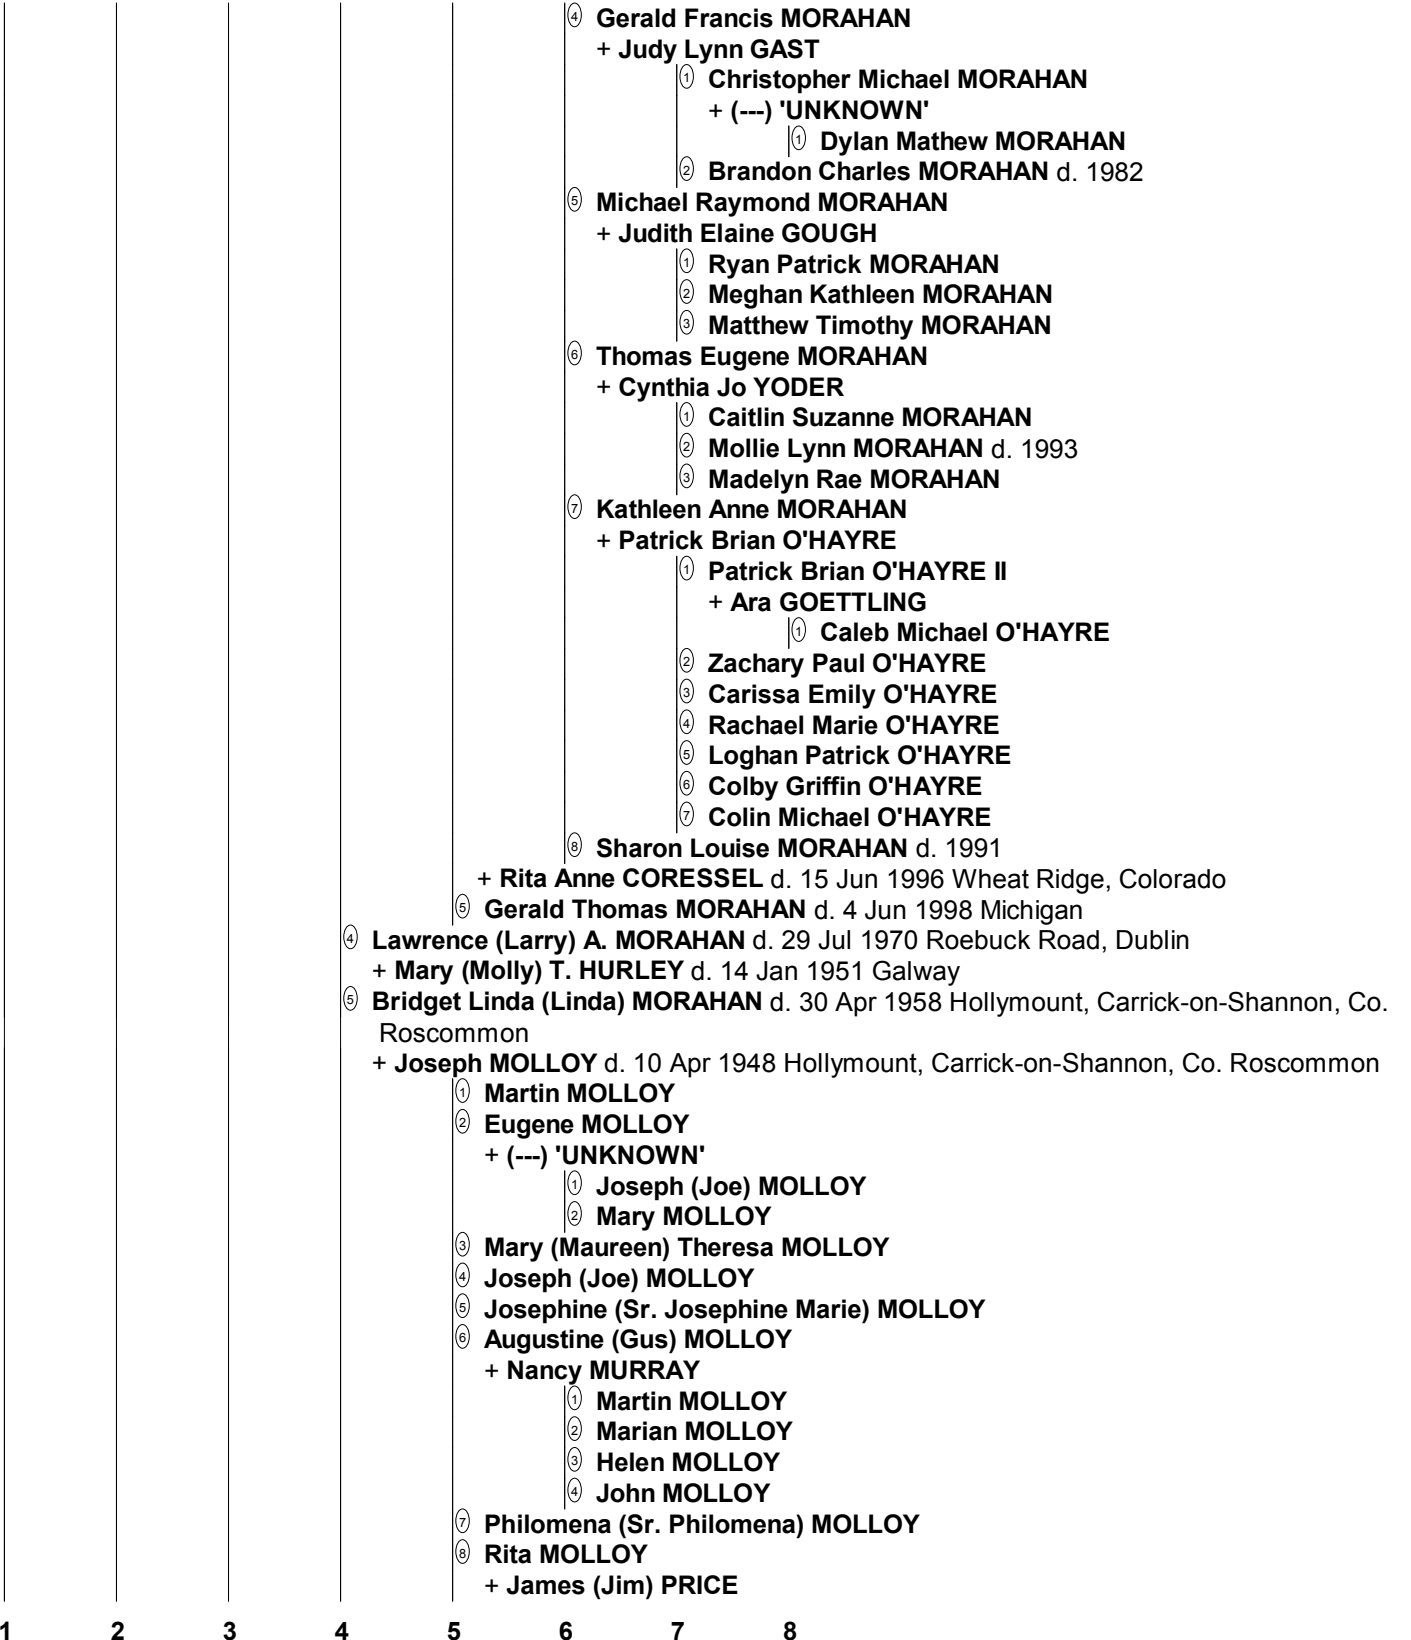 ④ Gerald Francis MORAHAN
+ Judy Lynn GAST
① Christopher Michael MORAHAN
+ (---) 'UNKNOWN'
① Dylan Mathew MORAHAN
② Brandon Charles MORAHAN d. 1982
⑤ Michael Raymond MORAHAN
+ Judith Elaine GOUGH
① Ryan Patrick MORAHAN
② Meghan Kathleen MORAHAN
③ Matthew Timothy MORAHAN
⑥ Thomas Eugene MORAHAN
+ Cynthia Jo YODER
① Caitlin Suzanne MORAHAN
② Mollie Lynn MORAHAN d. 1993
③ Madelyn Rae MORAHAN
⑦ Kathleen Anne MORAHAN
+ Patrick Brian O'HAYRE
① Patrick Brian O'HAYRE II
+ Ara GOETTLING
① Caleb Michael O'HAYRE
② Zachary Paul O'HAYRE
③ Carissa Emily O'HAYRE
④ Rachael Marie O'HAYRE
⑤ Loghan Patrick O'HAYRE
⑥ Colby Griffin O'HAYRE
⑦ Colin Michael O'HAYRE
⑧ Sharon Louise MORAHAN d. 1991
+ Rita Anne CORESSEL d. 15 Jun 1996 Wheat Ridge, Colorado
⑤ Gerald Thomas MORAHAN d. 4 Jun 1998 Michigan
④ Lawrence (Larry) A. MORAHAN d. 29 Jul 1970 Roebuck Road, Dublin
+ Mary (Molly) T. HURLEY d. 14 Jan 1951 Galway
⑤ Bridget Linda (Linda) MORAHAN d. 30 Apr 1958 Hollymount, Carrick-on-Shannon, Co.
Roscommon
+ Joseph MOLLOY d. 10 Apr 1948 Hollymount, Carrick-on-Shannon, Co. Roscommon
① Martin MOLLOY
② Eugene MOLLOY
+ (---) 'UNKNOWN'
① Joseph (Joe) MOLLOY
② Mary MOLLOY
③ Mary (Maureen) Theresa MOLLOY
④ Joseph (Joe) MOLLOY
⑤ Josephine (Sr. Josephine Marie) MOLLOY
⑥ Augustine (Gus) MOLLOY
+ Nancy MURRAY
① Martin MOLLOY
② Marian MOLLOY
③ Helen MOLLOY
④ John MOLLOY
⑦ Philomena (Sr. Philomena) MOLLOY
⑧ Rita MOLLOY
+ James (Jim) PRICE
1 2 3 4 5 6 7 8